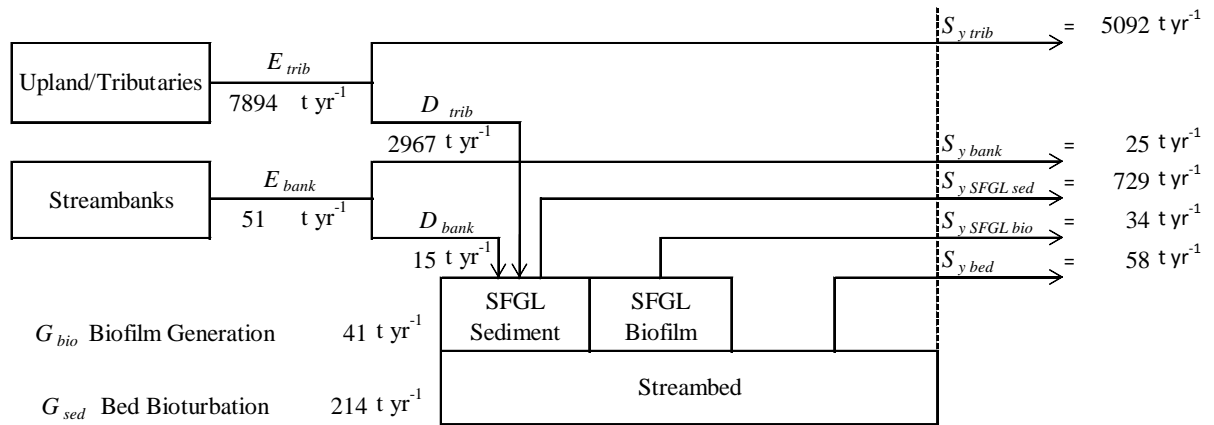 S y trib = 5092 t yr-1
Upland/Tributaries
E trib
7894 t yr-1
D trib
2967 t yr-1
S y bank = 25 t yr-1
Streambanks
E bank
51 t yr-1
S y SFGL sed = 729 t yr-1
D bank
15 t yr-1
S y SFGL bio = 34 t yr-1
S y bed = 58 t yr-1
SFGL
Sediment
SFGL
Biofilm
G bio Biofilm Generation 41 t yr-1
Streambed
G sed Bed Bioturbation 214 t yr-1